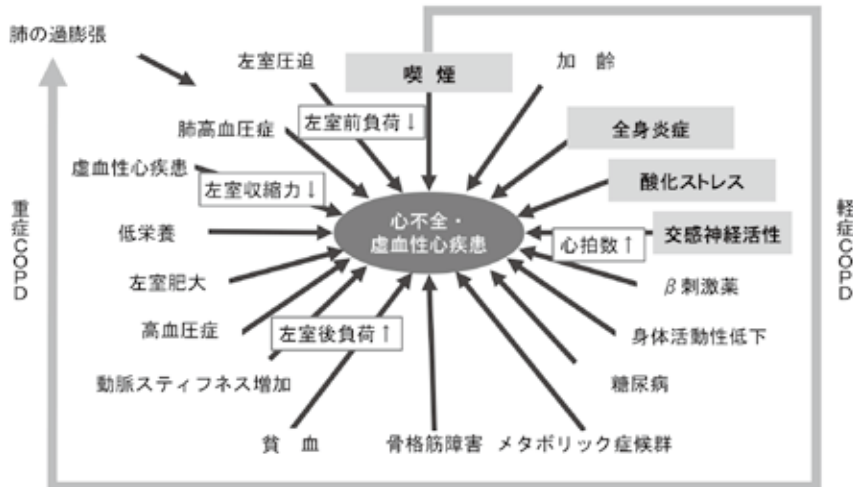 肺の過膨張
左室圧迫
喫 煙
加 齢
左室前負荷↓
肺高血圧症
全身炎症
虚血性心疾患
左室収縮力↓
酸化ストレス
重症COPD
軽症COPD
心不全・
虚血性心疾患
低栄養
交感神経活性
心拍数↑
左室肥大
β刺激薬
高血圧症
左室後負荷↑
身体活動性低下
動脈スティフネス増加
糖尿病
貧 血
骨格筋障害
メタボリック症候群